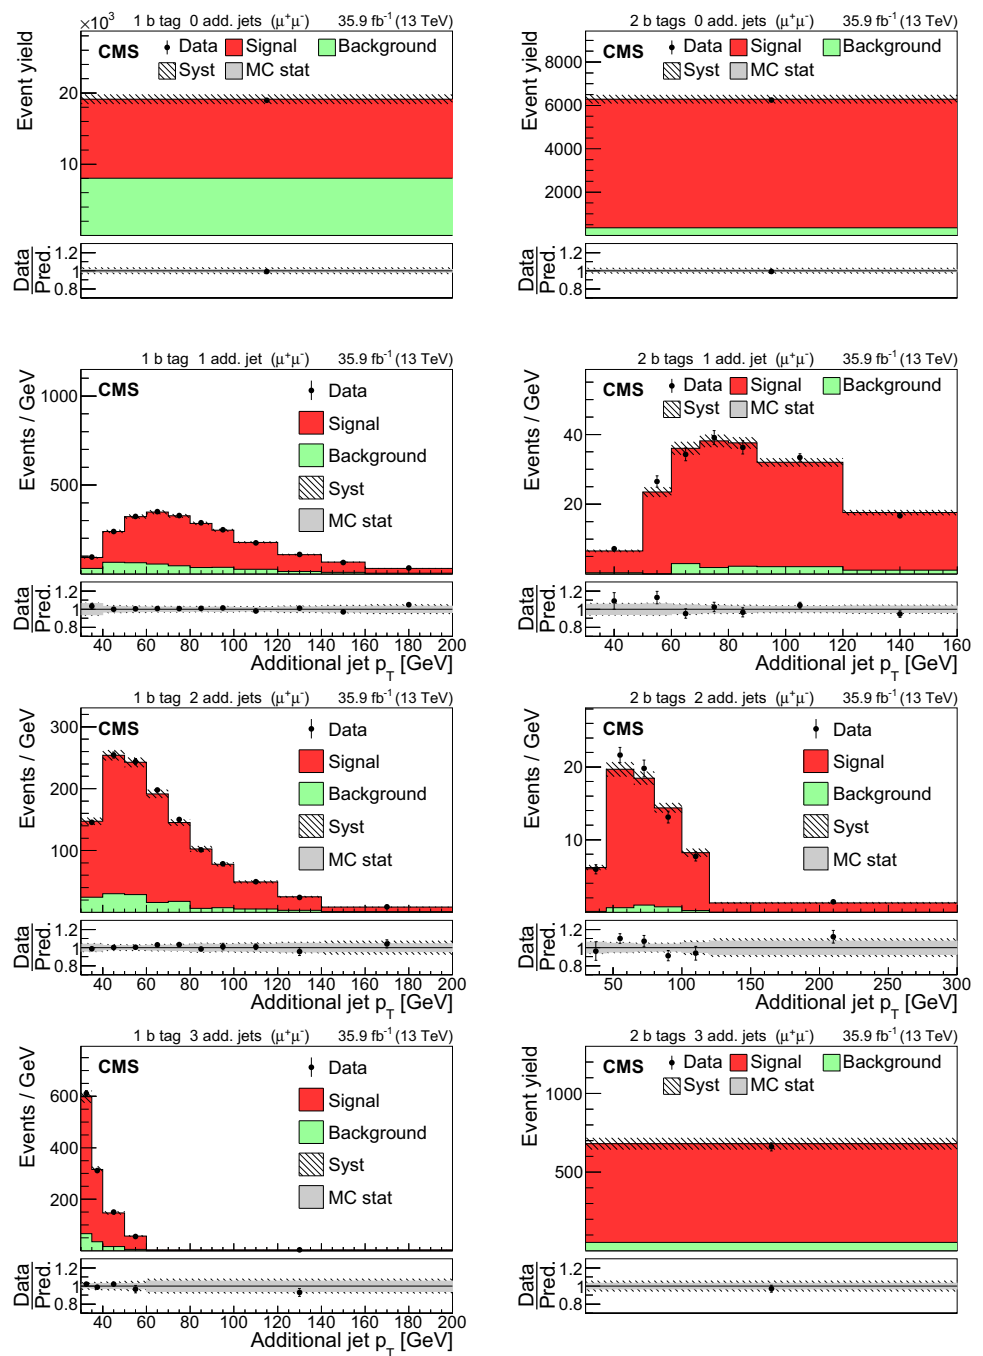 1 b tag 0 add. jets (μ⁺μ⁻) 35.9 fb⁻¹ (13 TeV)
×10³
CMS
Data Signal Background
Syst MC stat
Event yield
20
10
Data
Pred.
1.2
1
0.8
2 b tags 0 add. jets (μ⁺μ⁻) 35.9 fb⁻¹ (13 TeV)
CMS
Data Signal Background
Syst MC stat
Event yield
8000
6000
4000
2000
Data
Pred.
1.2
1
0.8
1 b tag 1 add. jet (μ⁺μ⁻) 35.9 fb⁻¹ (13 TeV)
CMS
Data
Signal
Background
Syst
MC stat
Events / GeV
1000
500
Data
Pred.
1.2
1
0.8
40 60 80 100 120 140 160 180 200
Additional jet p_T [GeV]
2 b tags 1 add. jet (μ⁺μ⁻) 35.9 fb⁻¹ (13 TeV)
CMS
Data Signal Background
Syst MC stat
Events / GeV
40
20
Data
Pred.
1.2
1
0.8
40 60 80 100 120 140 160
Additional jet p_T [GeV]
1 b tag 2 add. jets (μ⁺μ⁻) 35.9 fb⁻¹ (13 TeV)
CMS
Data
Signal
Background
Syst
MC stat
Events / GeV
300
200
100
Data
Pred.
1.2
1
0.8
40 60 80 100 120 140 160 180 200
Additional jet p_T [GeV]
2 b tags 2 add. jets (μ⁺μ⁻) 35.9 fb⁻¹ (13 TeV)
CMS
Data
Signal
Background
Syst
MC stat
Events / GeV
20
10
Data
Pred.
1.2
1
0.8
50 100 150 200 250 300
Additional jet p_T [GeV]
1 b tag 3 add. jets (μ⁺μ⁻) 35.9 fb⁻¹ (13 TeV)
CMS
Data
Signal
Background
Syst
MC stat
Events / GeV
600
400
200
Data
Pred.
1.2
1
0.8
40 60 80 100 120 140 160 180 200
Additional jet p_T [GeV]
2 b tags 3 add. jets (μ⁺μ⁻) 35.9 fb⁻¹ (13 TeV)
CMS
Data Signal Background
Syst MC stat
Event yield
1000
500
Data
Pred.
1.2
1
0.8